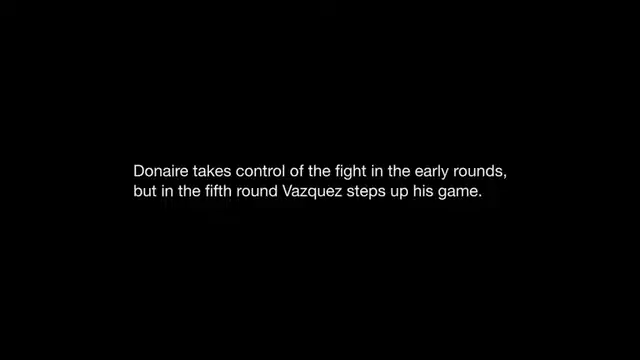 Donaire takes control of the fight in the early rounds,
but in the fifth round Vazquez steps up his game.